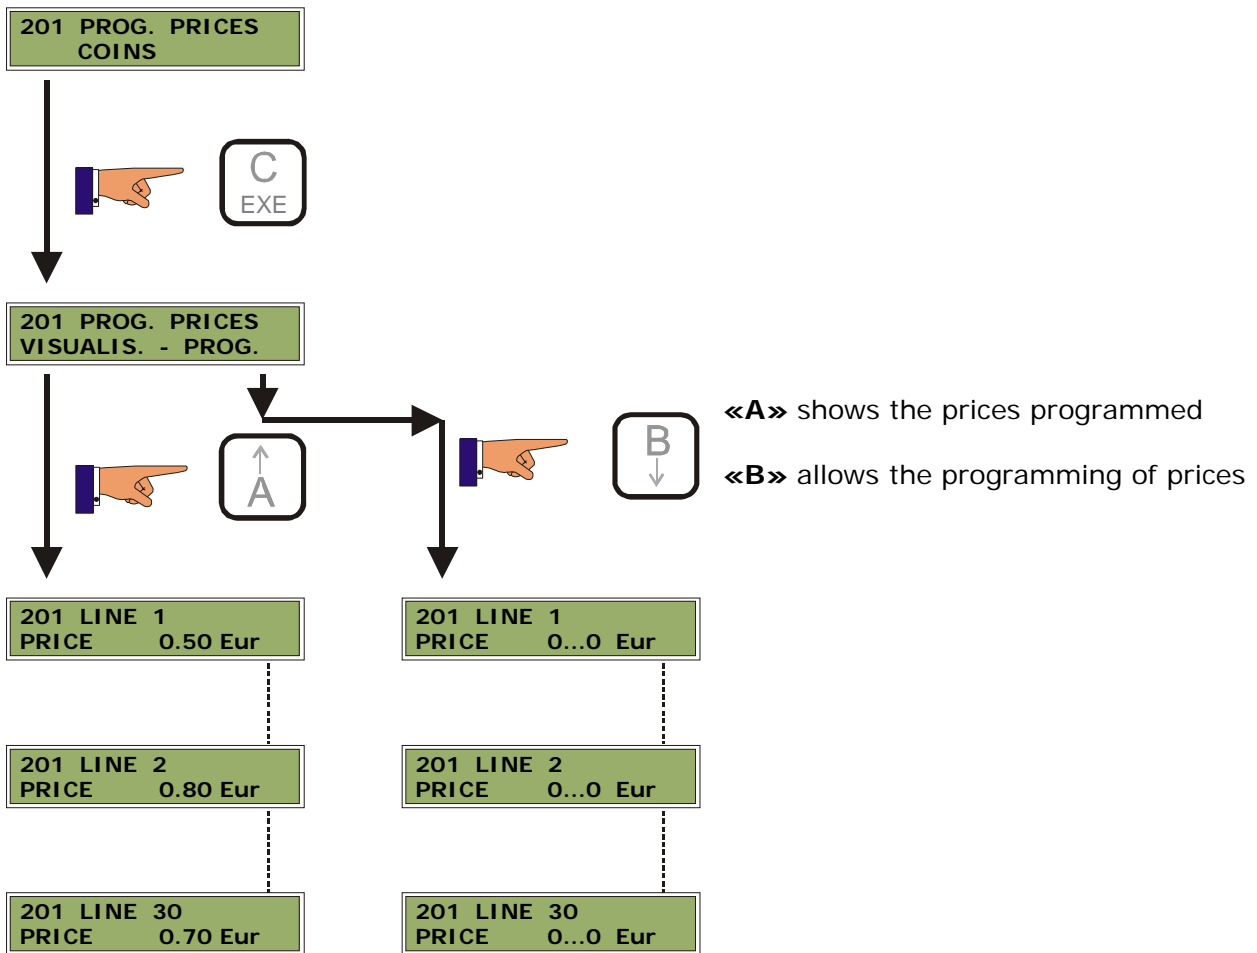 201 PROG. PRICES
COINS
C
EXE
201 PROG. PRICES
VISUALIS. - PROG.
A
B
«A» shows the prices programmed
«B» allows the programming of prices
201 LINE 1
PRICE 0.50 Eur
201 LINE 1
PRICE 0...0 Eur
201 LINE 2
PRICE 0.80 Eur
201 LINE 2
PRICE 0...0 Eur
201 LINE 30
PRICE 0.70 Eur
201 LINE 30
PRICE 0...0 Eur